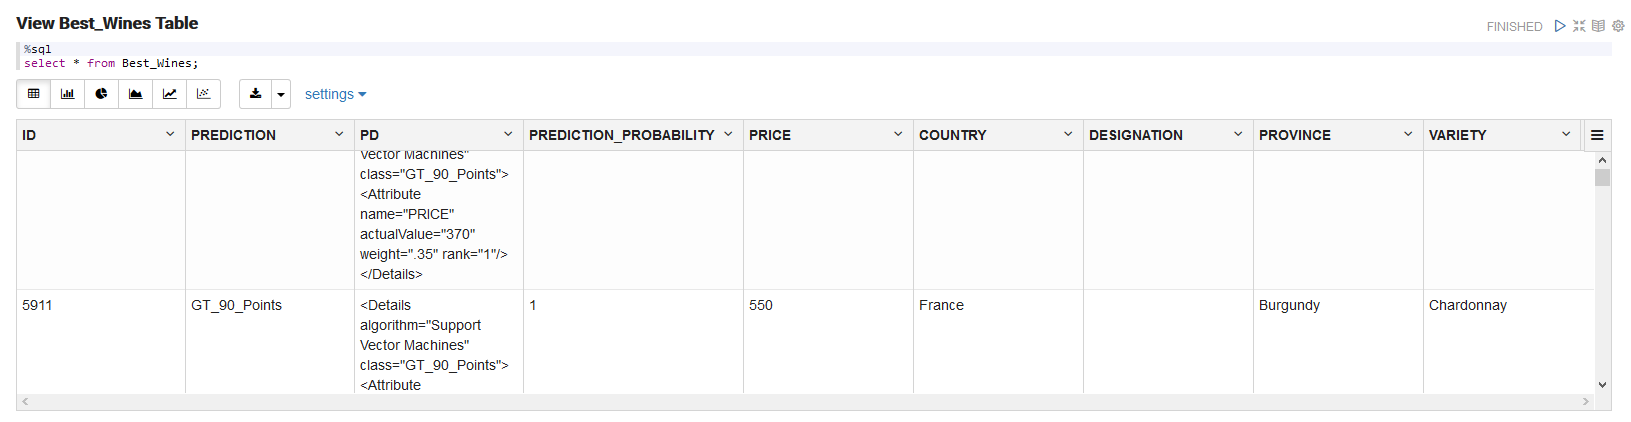 View Best_Wines Table
FINISHED
%sql
select * from Best_Wines;
settings
ID PREDICTION PD PREDICTION_PROBABILITY PRICE COUNTRY DESIGNATION PROVINCE VARIETY
Vector Machines"
class="GT_90_Points">
<Attribute
name="PRICE"
actualValue="370"
weight=".35" rank="1"/>
</Details>
5911 GT_90_Points <Details 1 550 France Burgundy Chardonnay
algorithm="Support
Vector Machines"
class="GT_90_Points">
<Attribute